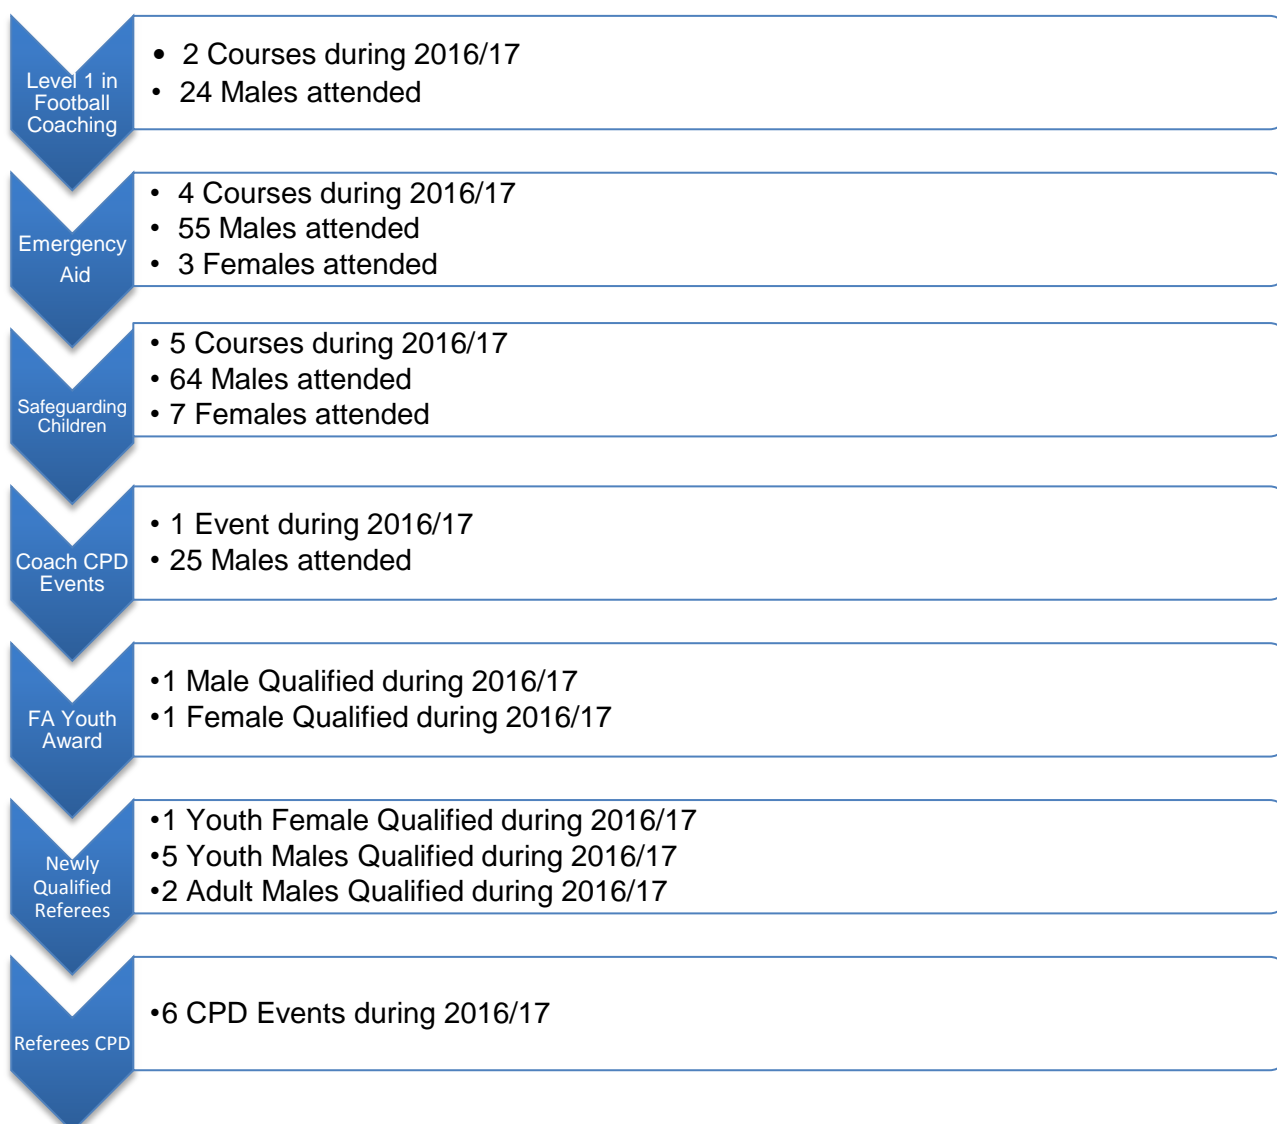 Level 1 in
Football
Coaching
• 2 Courses during 2016/17
• 24 Males attended
Emergency
Aid
• 4 Courses during 2016/17
• 55 Males attended
• 3 Females attended
Safeguarding
Children
• 5 Courses during 2016/17
• 64 Males attended
• 7 Females attended
Coach CPD
Events
• 1 Event during 2016/17
• 25 Males attended
FA Youth
Award
•1 Male Qualified during 2016/17
•1 Female Qualified during 2016/17
Newly
Qualified
Referees
•1 Youth Female Qualified during 2016/17
•5 Youth Males Qualified during 2016/17
•2 Adult Males Qualified during 2016/17
Referees CPD
•6 CPD Events during 2016/17